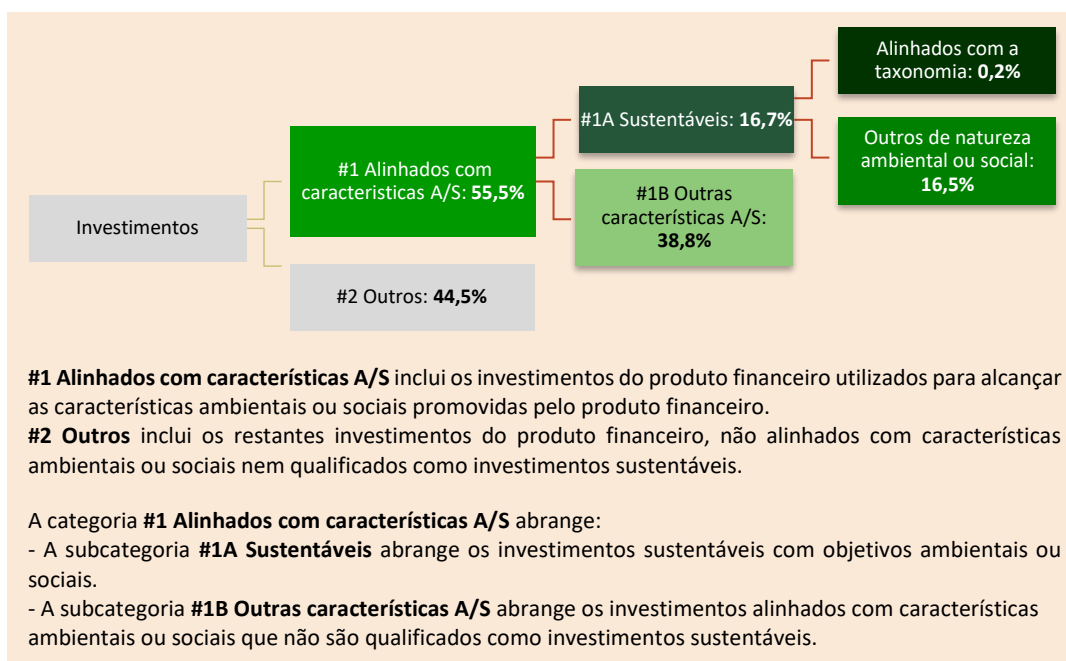 Alinhados com a
taxonomia: 0,2%
#1A Sustentáveis: 16,7%
Outros de natureza
ambiental ou social:
16,5%
#1 Alinhados com
caracteristicas A/S: 55,5%
#1B Outras
características A/S:
38,8%
Investimentos
#2 Outros: 44,5%
#1 Alinhados com características A/S inclui os investimentos do produto financeiro utilizados para alcançar
as características ambientais ou sociais promovidas pelo produto financeiro.
#2 Outros inclui os restantes investimentos do produto financeiro, não alinhados com características
ambientais ou sociais nem qualificados como investimentos sustentáveis.
A categoria #1 Alinhados com características A/S abrange:
- A subcategoria #1A Sustentáveis abrange os investimentos sustentáveis com objetivos ambientais ou
sociais.
- A subcategoria #1B Outras características A/S abrange os investimentos alinhados com características
ambientais ou sociais que não são qualificados como investimentos sustentáveis.